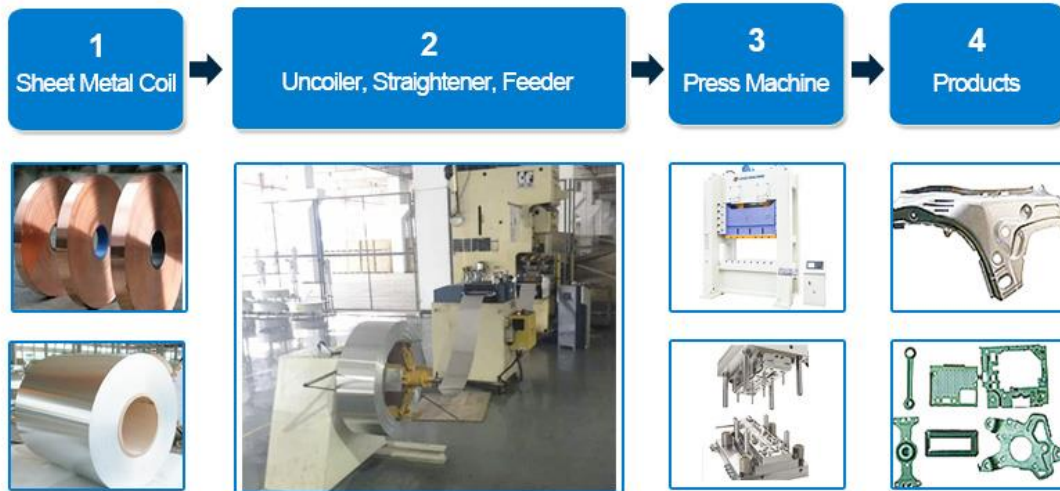 1
Sheet Metal Coil
2
Uncoiler, Straightener, Feeder
3
Press Machine
4
Products